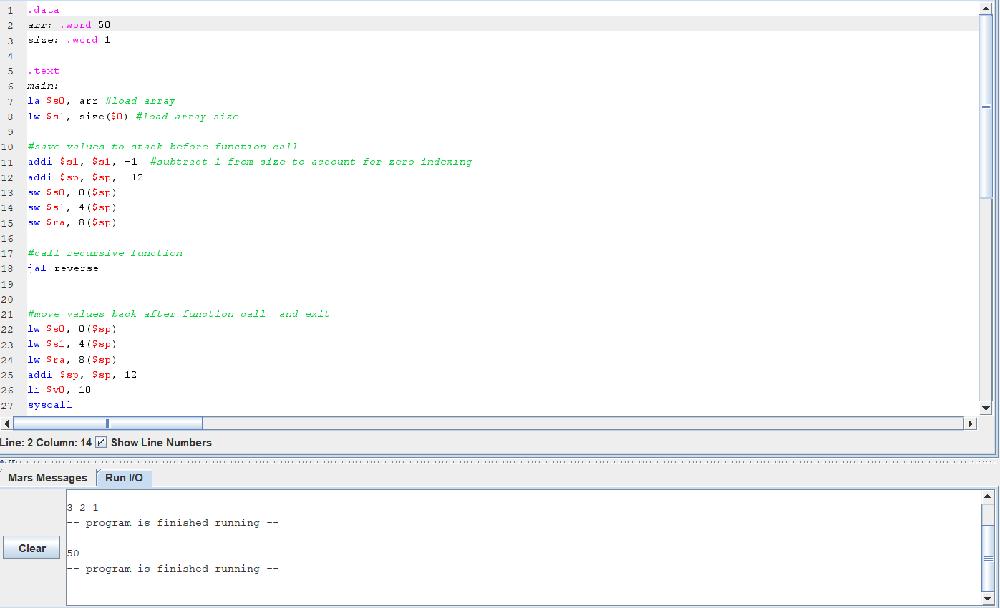 1 .data
2 arr: .word 50
3 size: .word 1
4
5 .text
6 main:
7 la $s0, arr #load array
8 lw $s1, size($0) #load array size
9
10 #save values to stack before function call
11 addi $s1, $s1, -1  #subtract 1 from size to account for zero indexing
12 addi $sp, $sp, -12
13 sw $s0, 0($sp)
14 sw $s1, 4($sp)
15 sw $ra, 8($sp)
16
17 #call recursive function
18 jal reverse
19
20
21 #move values back after function call  and exit
22 lw $s0, 0($sp)
23 lw $s1, 4($sp)
24 lw $ra, 8($sp)
25 addi $sp, $sp, 12
26 li $v0, 10
27 syscall
Line: 2 Column: 14 Show Line Numbers
Mars Messages Run I/O
3 2 1
-- program is finished running --
Clear
50
-- program is finished running --